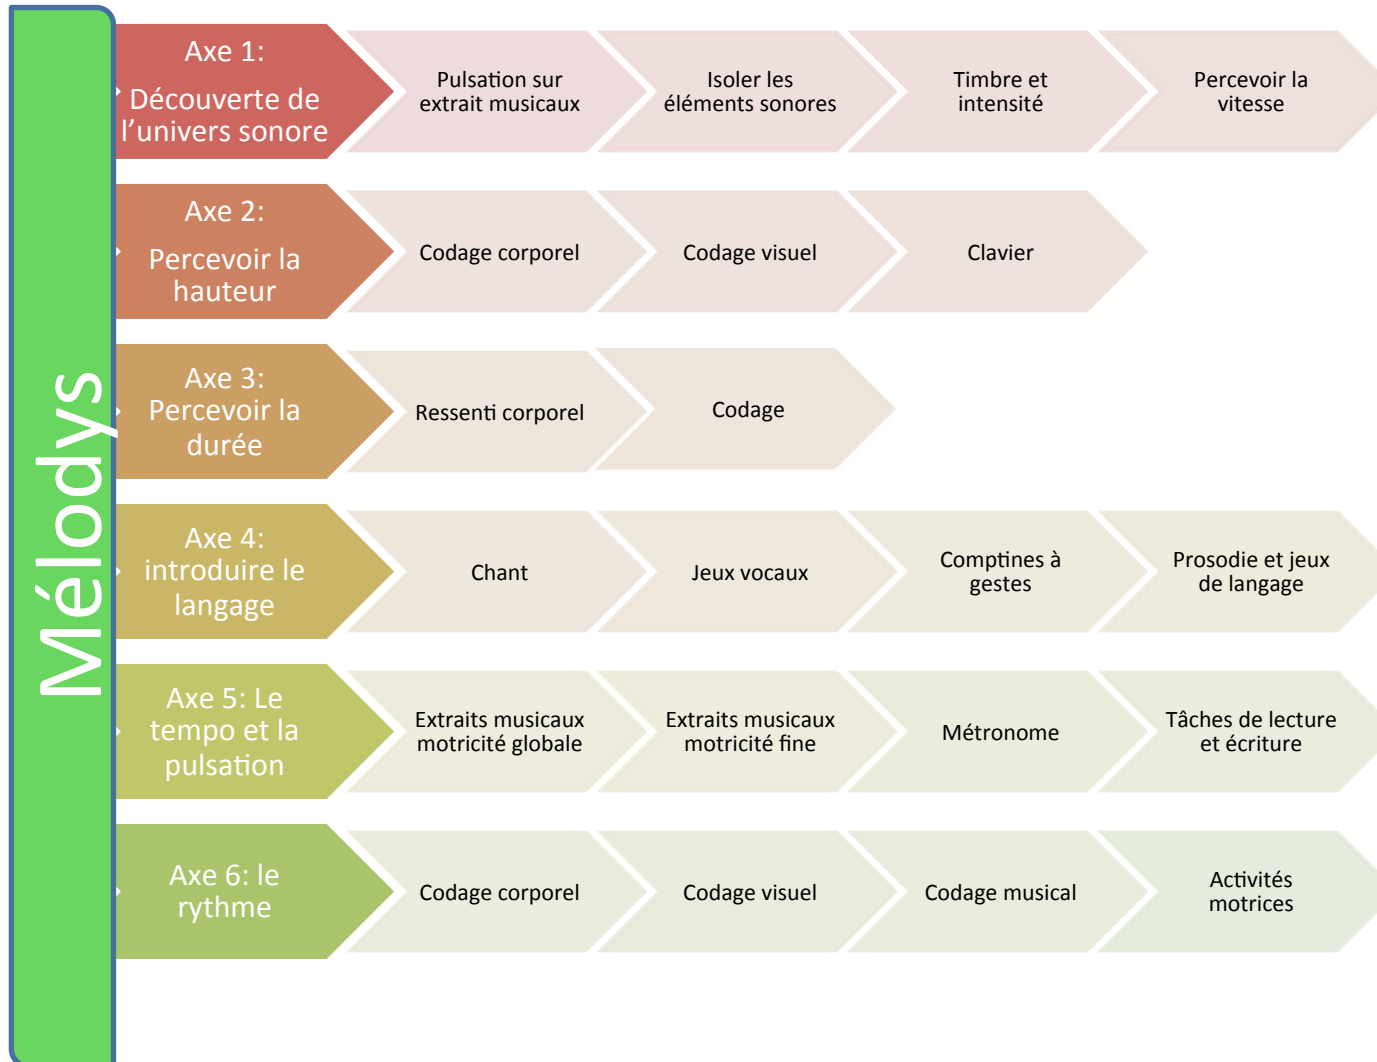 Mélodys
Axe 1:
Découverte de
l'univers sonore
Pulsation sur
extrait musicaux
Isoler les
éléments sonores
Timbre et
intensité
Percevoir la
vitesse
Axe 2:
Percevoir la
hauteur
Codage corporel
Codage visuel
Clavier
Axe 3:
Percevoir la
durée
Ressenti corporel
Codage
Axe 4:
introduire le
langage
Chant
Jeux vocaux
Comptines à
gestes
Prosodie et jeux
de langage
Axe 5: Le
tempo et la
pulsation
Extraits musicaux
motricité globale
Extraits musicaux
motricité fine
Métronome
Tâches de lecture
et écriture
Axe 6: le
rythme
Codage corporel
Codage visuel
Codage musical
Activités
motrices